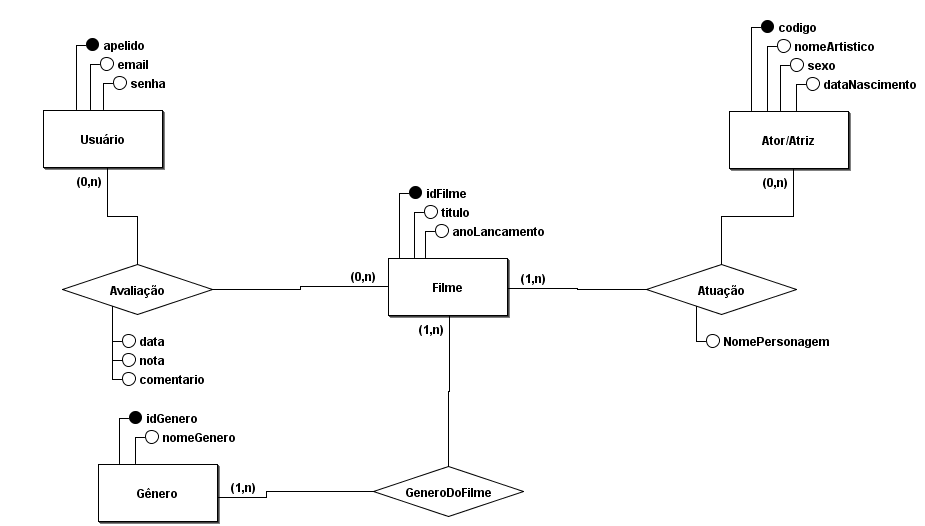 apelido
email
senha
Usuário
(0,n)
codigo
nomeArtistico
sexo
dataNascimento
Ator/Atriz
(0,n)
idFilme
titulo
anoLancamento
Filme
(0,n)
(1,n)
(1,n)
Avaliação
data
nota
comentario
Atuação
NomePersonagem
idGenero
nomeGenero
Gênero
(1,n)
GeneroDoFilme